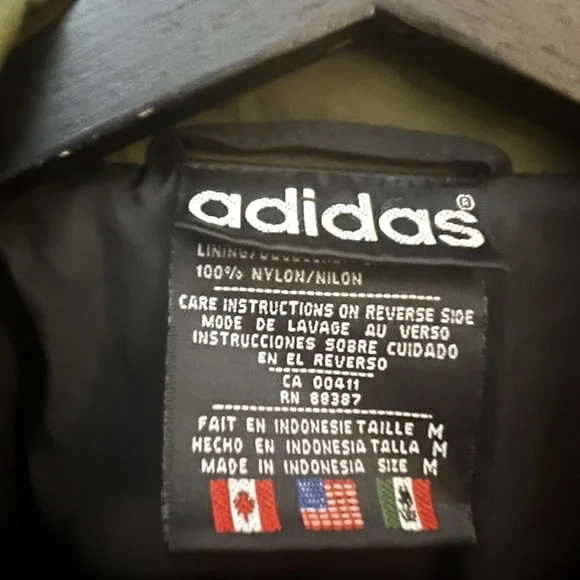 adidas®
LINING/
100% NYLON/NILON
CARE INSTRUCTIONS ON REVERSE SIDE
MODE DE LAVAGE AU VERSO
INSTRUCCIONES SOBRE CUIDADO
EN EL REVERSO
CA 00411
RN 88387
FAIT EN INDONESIE TAILLE M
HECHO EN INDONESIA TALLA M
MADE IN INDONESIA SIZE M